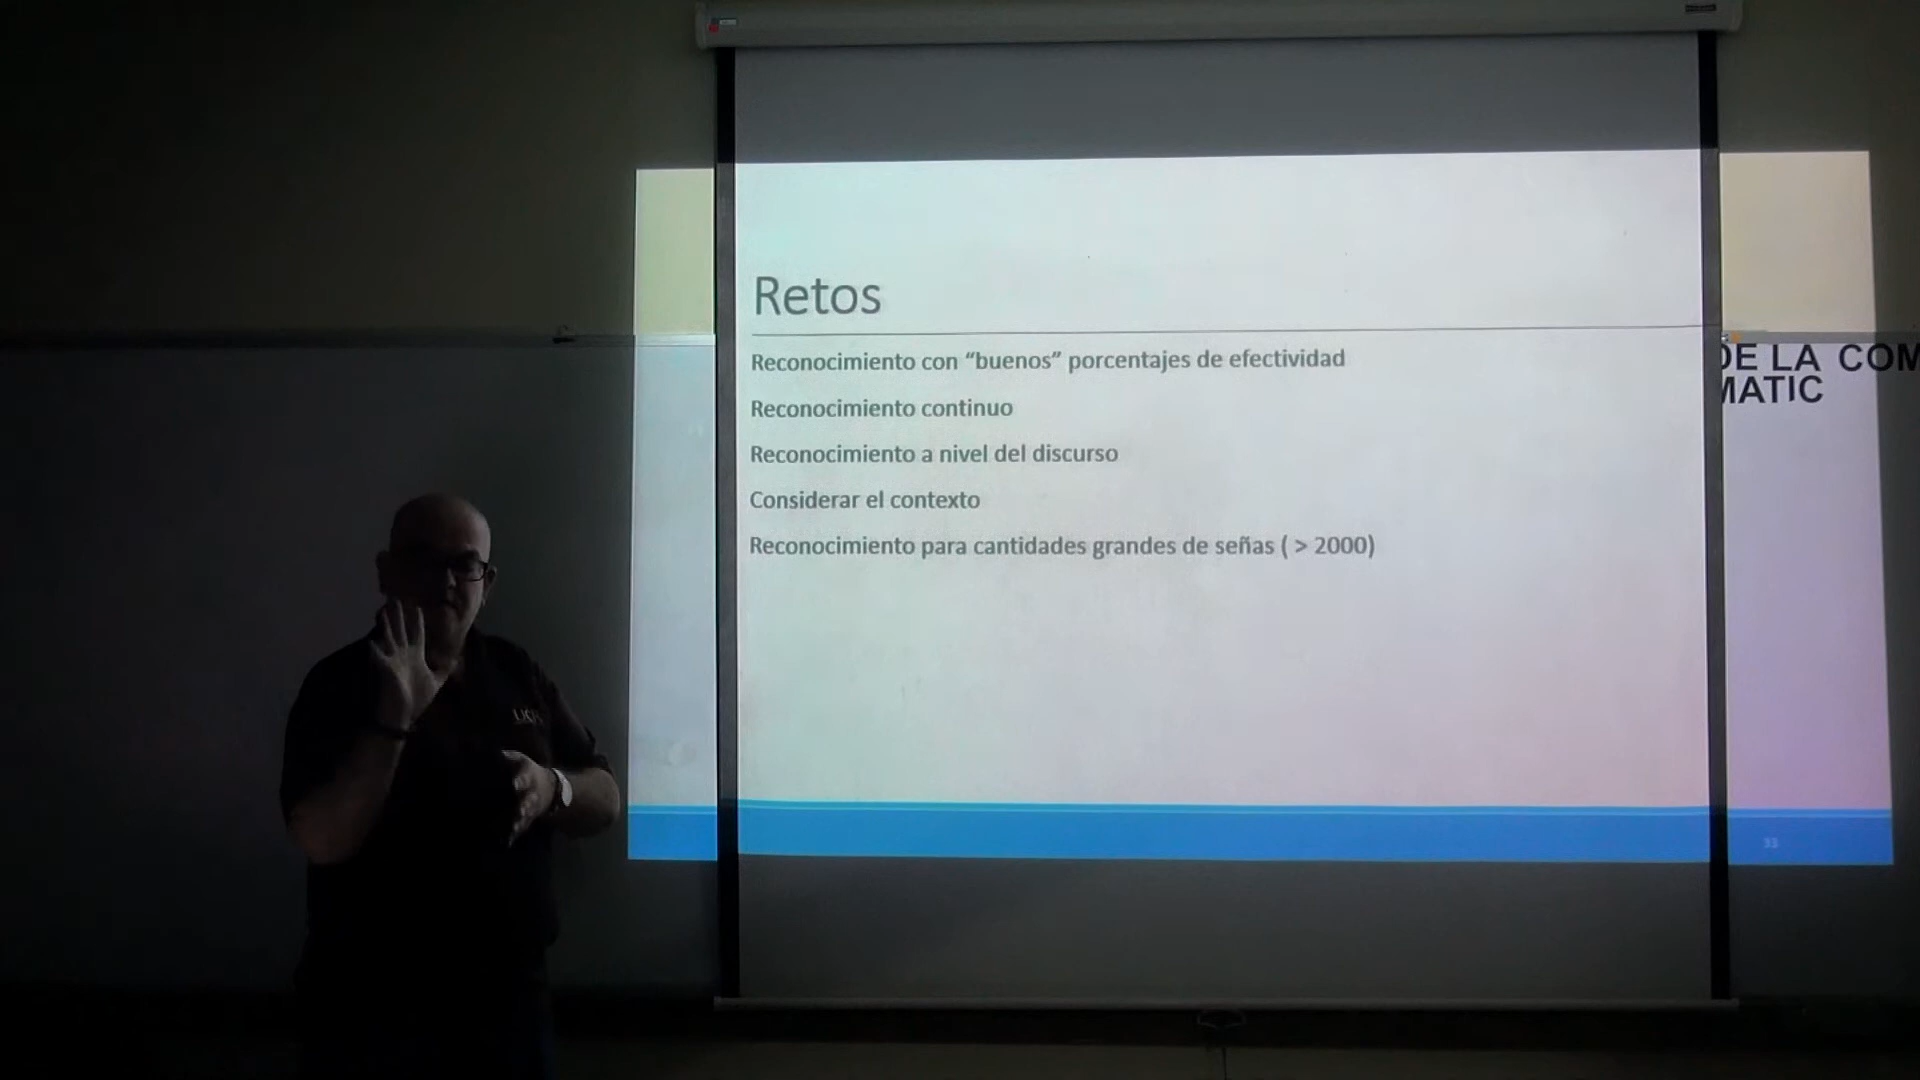 Retos
Reconocimiento con “buenos” porcentajes de efectividad
Reconocimiento continuo
Reconocimiento a nivel del discurso
Considerar el contexto
Reconocimiento para cantidades grandes de señas ( > 2000)
DE LA COM
MATIC
33